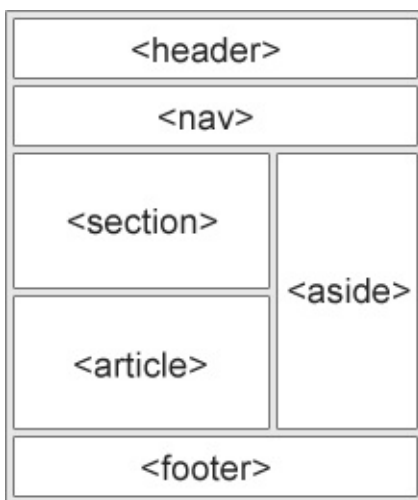 <header>
<nav>
<section>
<aside>
<article>
<footer>